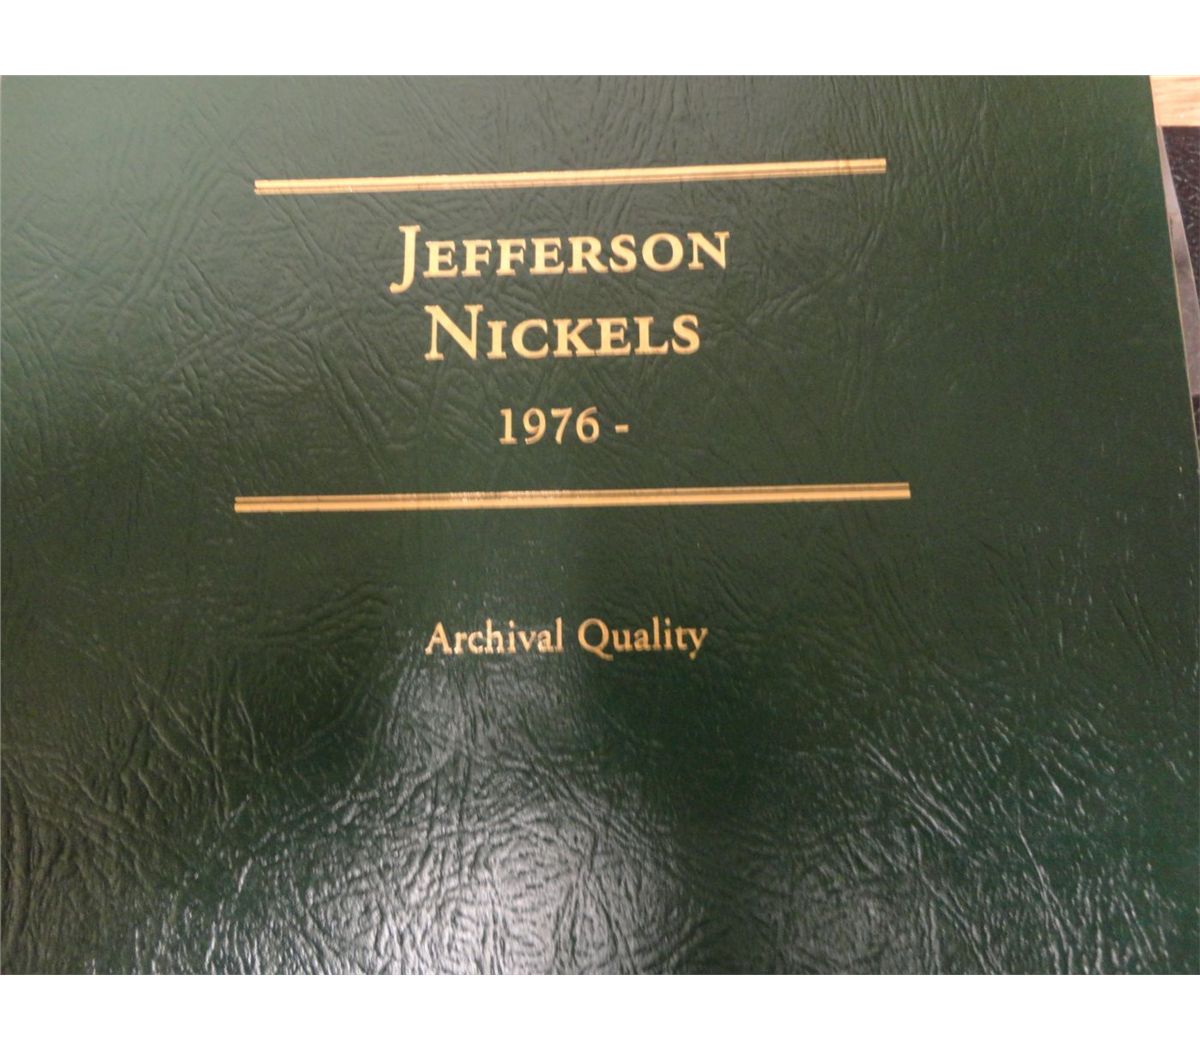 JEFFERSON
NICKELS
1976 -
Archival Quality